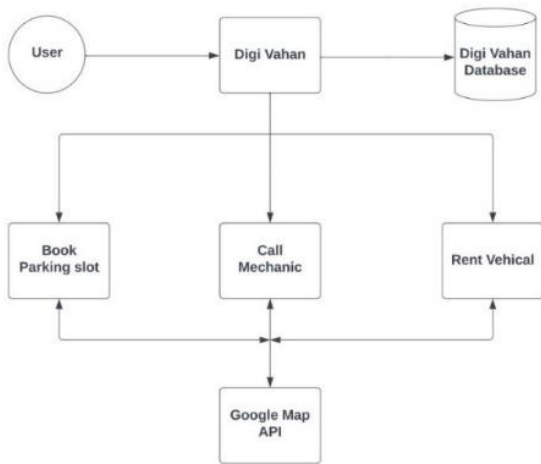 User
Digi Vahan
Digi Vahan
Database
Book
Parking slot
Call
Mechanic
Rent Vehical
Google Map
API